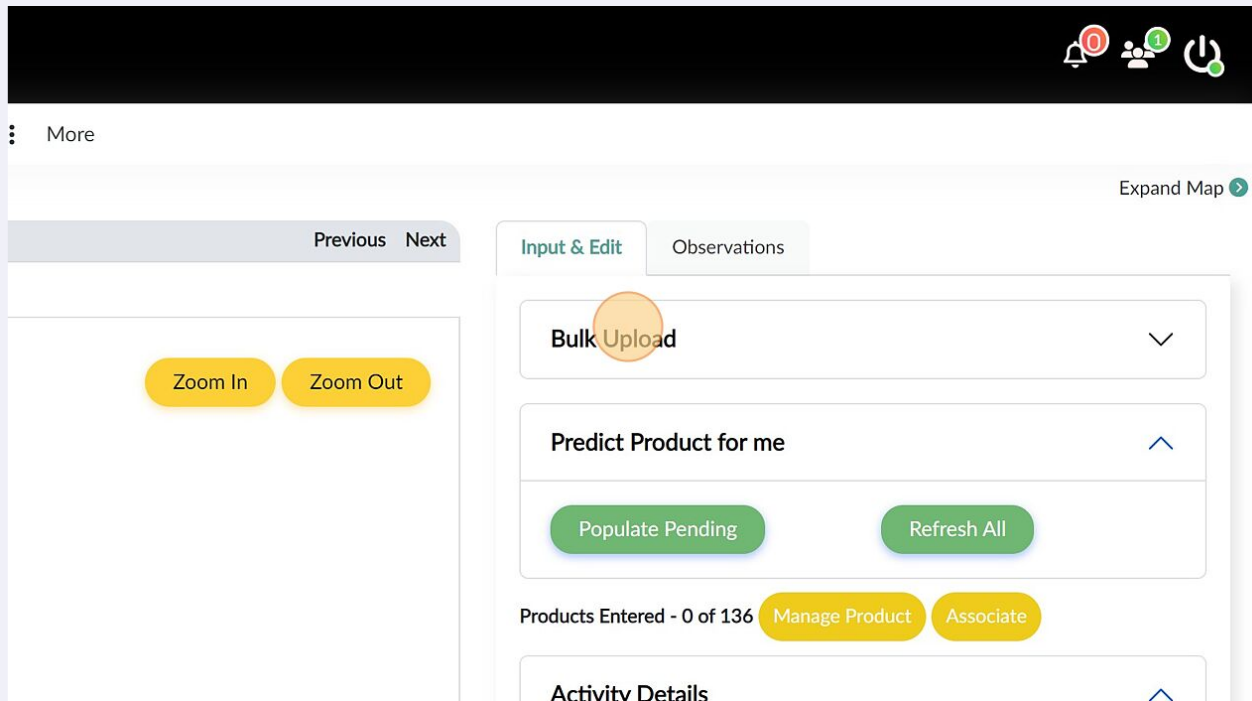 0
1
More
Expand Map
Previous Next
Input & Edit Observations
Bulk Upload
Zoom In Zoom Out
Predict Product for me
Populate Pending Refresh All
Products Entered - 0 of 136 Manage Product Associate
Activity Details